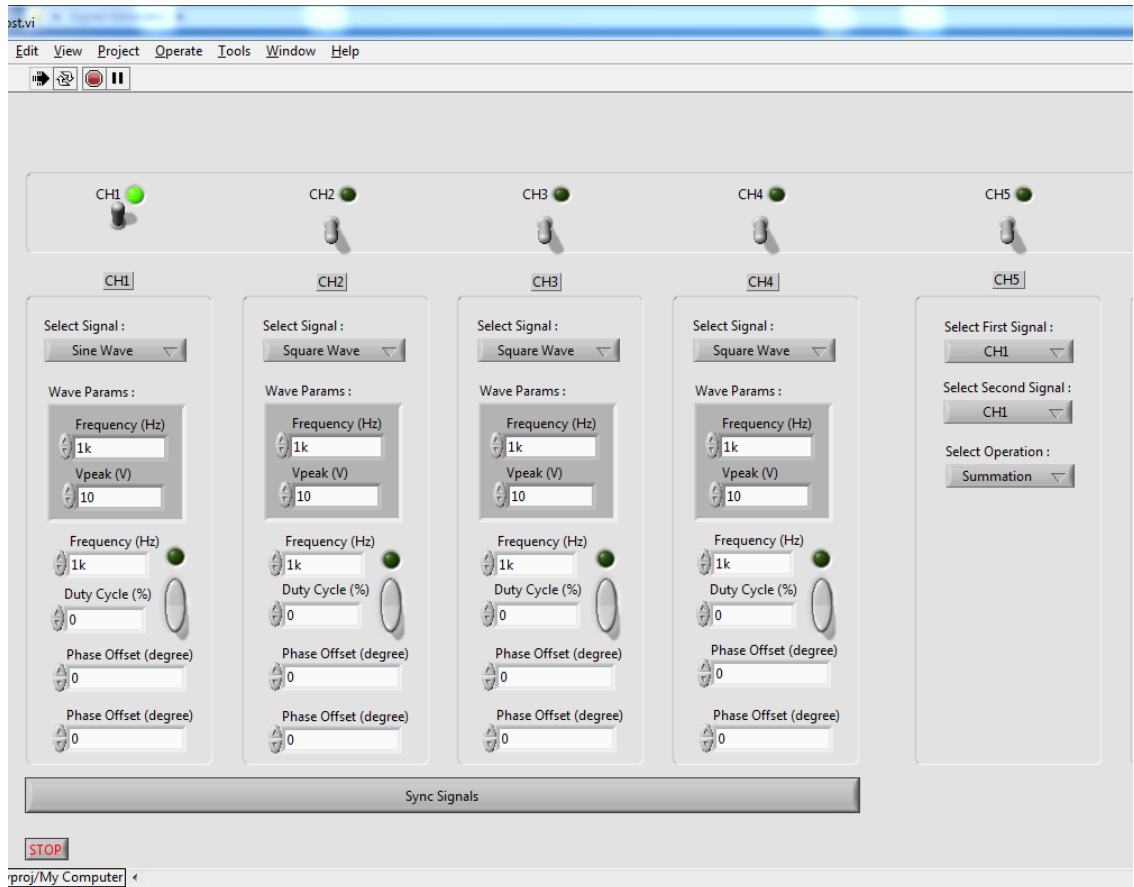 ost.vi
Edit View Project Operate Tools Window Help
CH1 CH2 CH3 CH4 CH5
CH1 CH2 CH3 CH4 CH5
Select Signal :
Sine Wave
Wave Params :
Frequency (Hz)
1k
Vpeak (V)
10
Frequency (Hz)
1k
Duty Cycle (%)
0
Phase Offset (degree)
0
Phase Offset (degree)
0
Select Signal :
Square Wave
Wave Params :
Frequency (Hz)
1k
Vpeak (V)
10
Frequency (Hz)
1k
Duty Cycle (%)
0
Phase Offset (degree)
0
Phase Offset (degree)
0
Select Signal :
Square Wave
Wave Params :
Frequency (Hz)
1k
Vpeak (V)
10
Frequency (Hz)
1k
Duty Cycle (%)
0
Phase Offset (degree)
0
Phase Offset (degree)
0
Select Signal :
Square Wave
Wave Params :
Frequency (Hz)
1k
Vpeak (V)
10
Frequency (Hz)
1k
Duty Cycle (%)
0
Phase Offset (degree)
0
Phase Offset (degree)
0
Select First Signal :
CH1
Select Second Signal :
CH1
Select Operation :
Summation
Sync Signals
STOP
vproj/My Computer